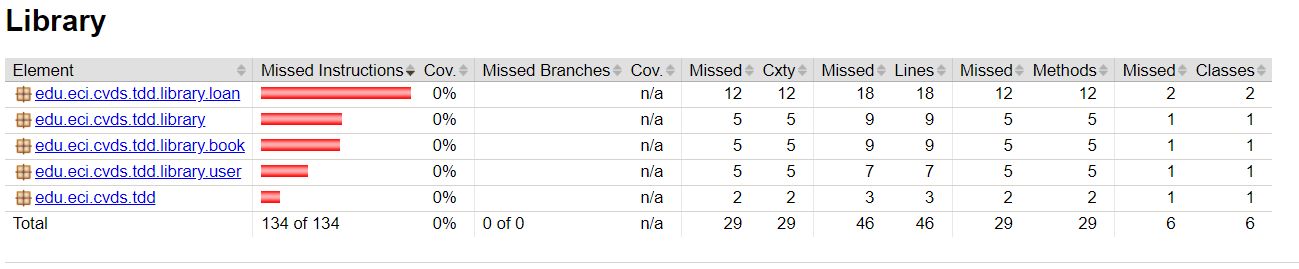 Library
Element Missed Instructions Cov. Missed Branches Cov. Missed Cxty Missed Lines Missed Methods Missed Classes
edu.eci.cvds.tdd.library.loan 0% n/a 12 12 18 18 12 12 2 2
edu.eci.cvds.tdd.library 0% n/a 5 5 9 9 5 5 1 1
edu.eci.cvds.tdd.library.book 0% n/a 5 5 9 9 5 5 1 1
edu.eci.cvds.tdd.library.user 0% n/a 5 5 7 7 5 5 1 1
edu.eci.cvds.tdd 0% n/a 2 2 3 3 2 2 1 1
Total 134 of 134 0% 0 of 0 n/a 29 29 46 46 29 29 6 6